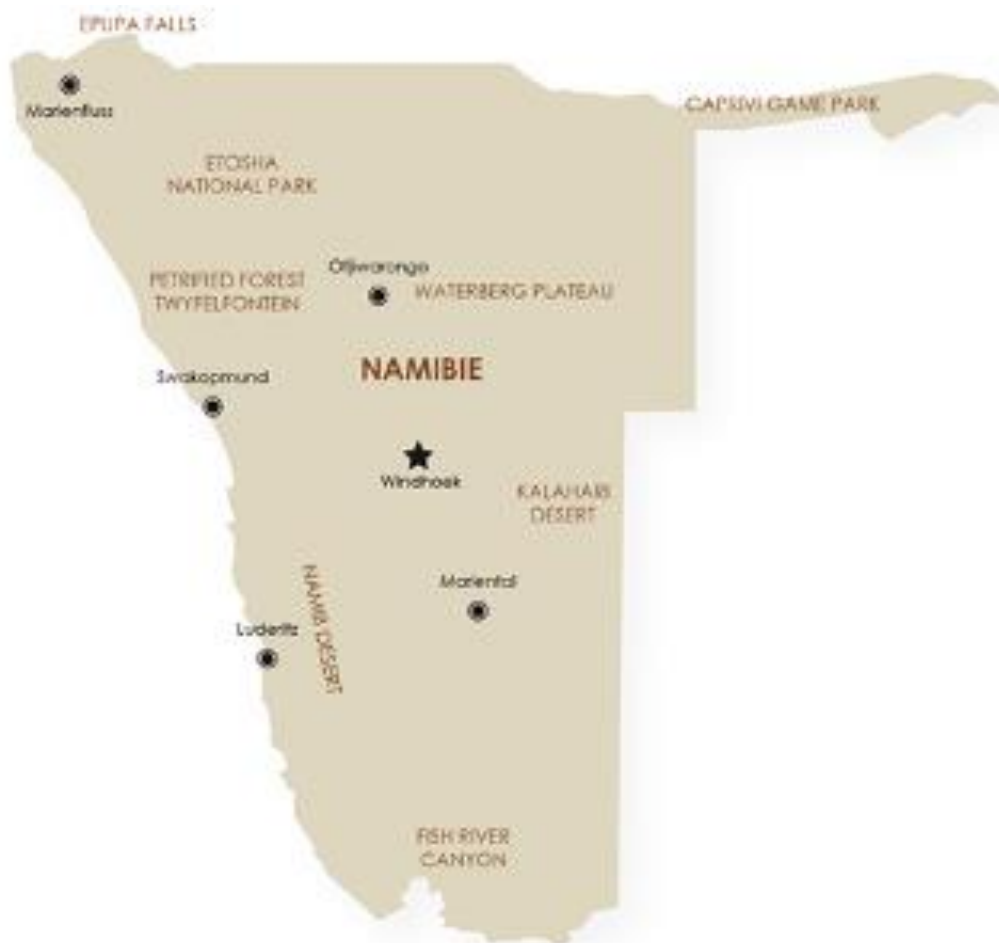 EPUPA FALLS
Marienfluss
CAPSIVI GAME PARK
ETOSHA
NATIONAL PARK
Otjiwarongo
PETRIFIED FOREST
TWYFELFONTEIN
WATERBERG PLATEAU
NAMIBIE
Swakopmund
Windhoek
KALAHARI
DESERT
NAMIB DESERT
Mariental
Luderitz
FISH RIVER
CANYON